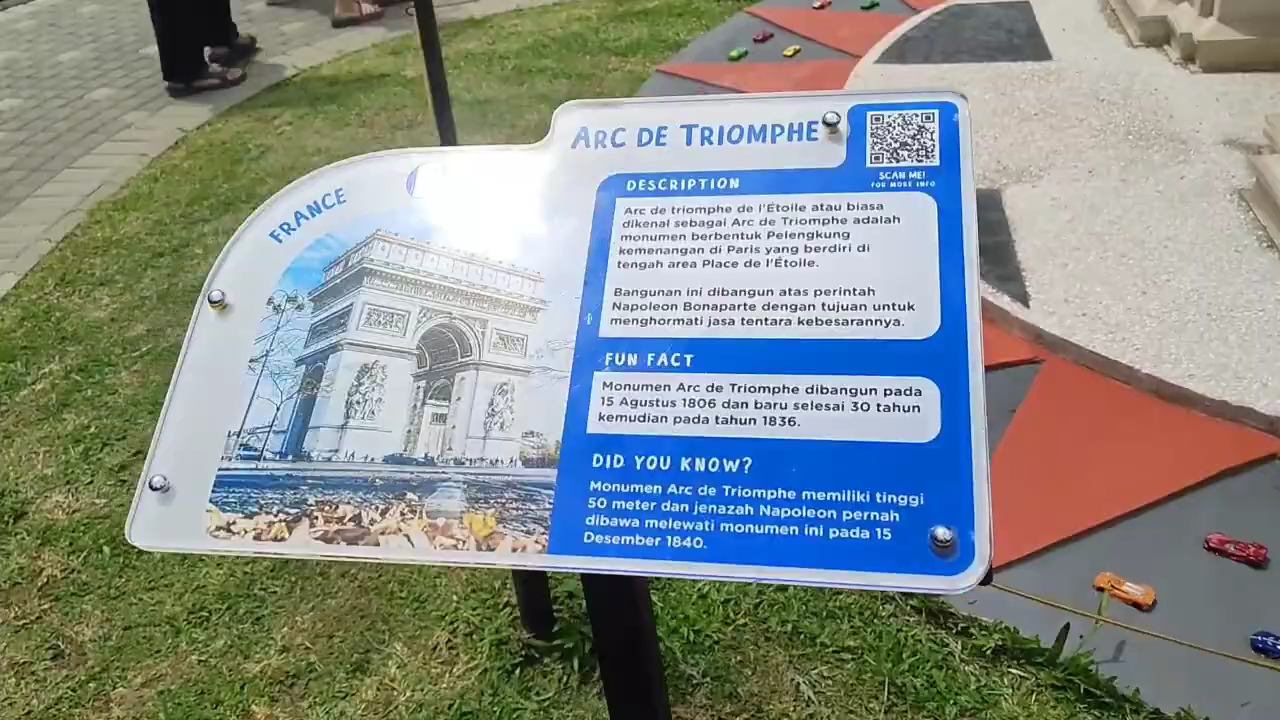 ARC DE TRIOMPHE
SCAN ME!
FOR MORE INFO
FRANCE
DESCRIPTION
Arc de triomphe de l'Étoile atau biasa
dikenal sebagai Arc de Triomphe adalah
monumen berbentuk Pelengkung
kemenangan di Paris yang berdiri di
tengah area Place de l'Étoile.
Bangunan ini dibangun atas perintah
Napoleon Bonaparte dengan tujuan untuk
menghormati jasa tentara kebesarannya.
FUN FACT
Monumen Arc de Triomphe dibangun pada
15 Agustus 1806 dan baru selesai 30 tahun
kemudian pada tahun 1836.
DID YOU KNOW?
Monumen Arc de Triomphe memiliki tinggi
50 meter dan jenazah Napoleon pernah
dibawa melewati monumen ini pada 15
Desember 1840.